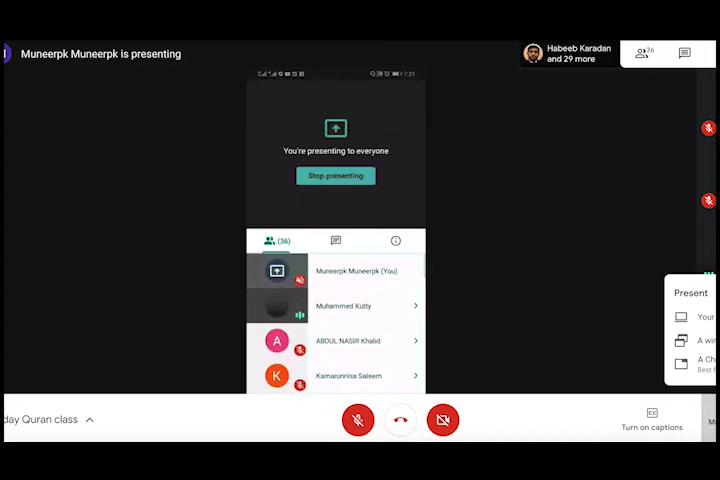 Muneerpk Muneerpk is presenting
Habeeb Karadan
and 29 more
36
7:23
You're presenting to everyone
Stop presenting
(36)
Muneerpk Muneerpk (You)
Muhammed Kutty
A
ABDUL NASIR Khalid
K
Kamarunnisa Saleem
Present
Your
A wi
A Ch
Best f
day Quran class
CC
Turn on captions